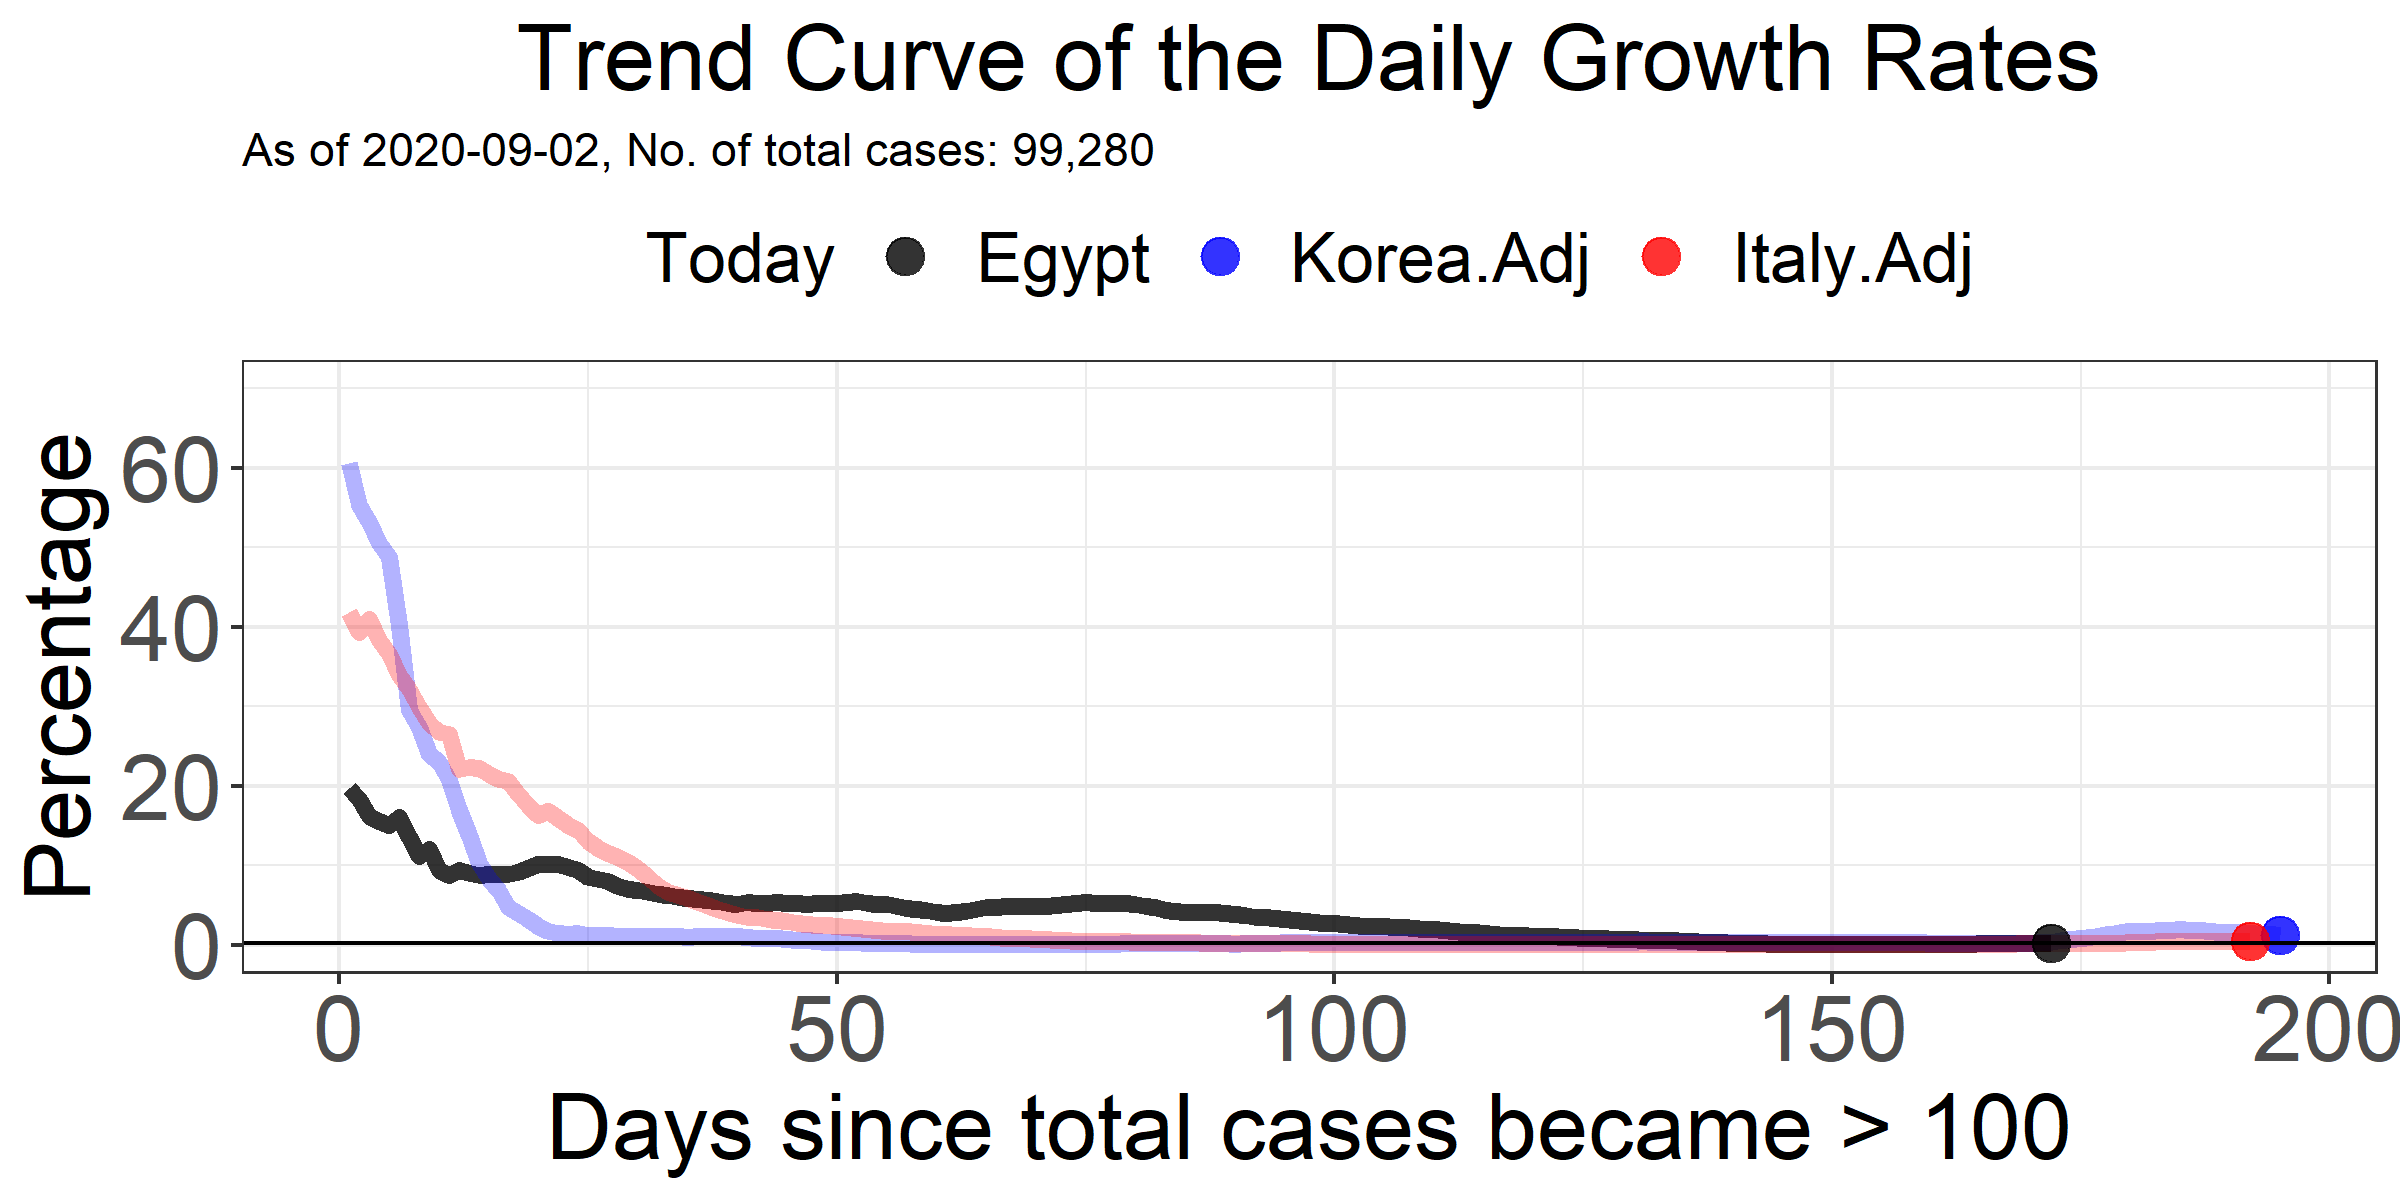 Trend Curve of the Daily Growth Rates
As of 2020-09-02, No. of total cases: 99,280
Today Egypt Korea.Adj Italy.Adj
Percentage
60
40
20
0
0 50 100 150 200
Days since total cases became > 100